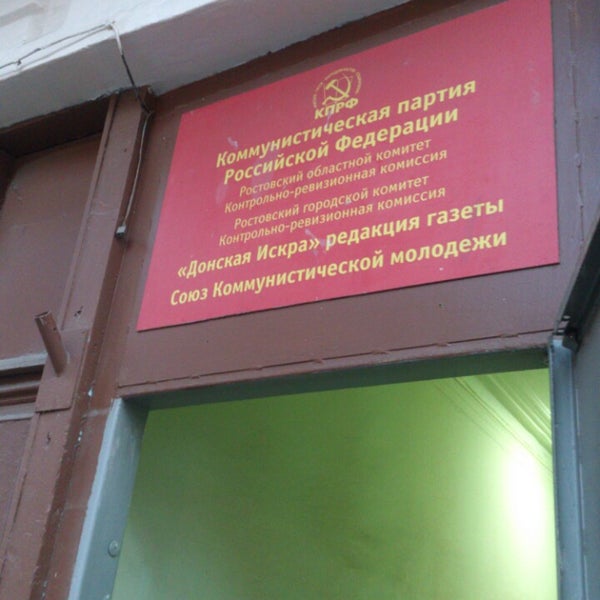 КПРФ
Коммунистическая партия
Российской Федерации
Ростовский областной комитет
Контрольно-ревизионная комиссия
Ростовский городской комитет
Контрольно-ревизионная комиссия
«Донская Искра» редакция газеты
Союз Коммунистической молодежи